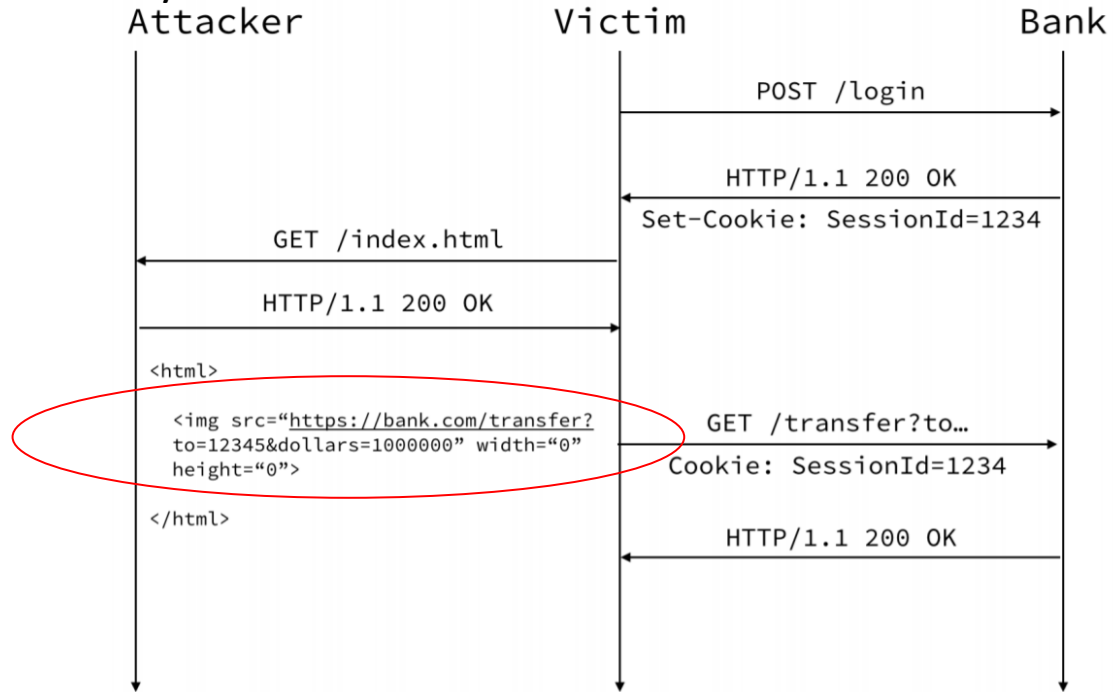 Attacker
Victim
Bank
POST /login
HTTP/1.1 200 OK
Set-Cookie: SessionId=1234
GET /index.html
HTTP/1.1 200 OK
<html>
<img src=“https://bank.com/transfer?
to=12345&dollars=1000000” width=“0”
height=“0”>
</html>
GET /transfer?to…
Cookie: SessionId=1234
HTTP/1.1 200 OK